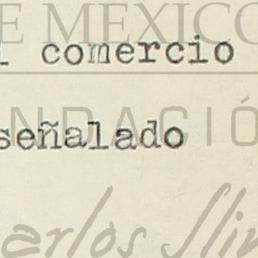 E MEXICO
l comercio
NDACIÓ
señalado
arlos Sli